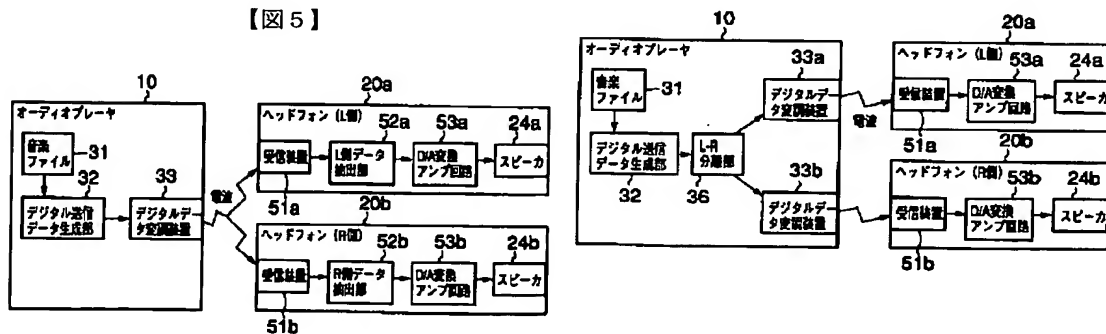 【図5】
10
オーディオプレーヤ
音楽
ファイル
31
32
デジタル送信
データ生成部
33
デジタルデー
タ変調装置
電波
20a
ヘッドフォン (L側)
受信装置
51a
52a
L側データ
抽出部
53a
D/A変換
アンプ回路
24a
スピーカ
20b
ヘッドフォン (R側)
受信装置
51b
52b
R側データ
抽出部
53b
D/A変換
アンプ回路
24b
スピーカ
10
オーディオプレーヤ
音楽
ファイル
31
デジタル送信
データ生成部
32
L-R
分離部
36
33a
デジタルデー
タ変調装置
33b
デジタルデー
タ変調装置
電波
20a
ヘッドフォン (L側)
受信装置
51a
53a
D/A変換
アンプ回路
24a
スピーカ
20b
ヘッドフォン (R側)
受信装置
51b
53b
D/A変換
アンプ回路
24b
スピーカ